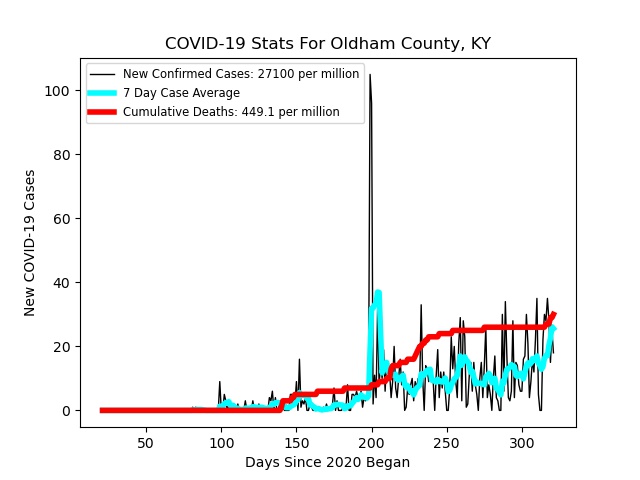 COVID-19 Stats For Oldham County, KY
New Confirmed Cases: 27100 per million
7 Day Case Average
Cumulative Deaths: 449.1 per million
New COVID-19 Cases
100
80
60
40
20
0
50 100 150 200 250 300
Days Since 2020 Began